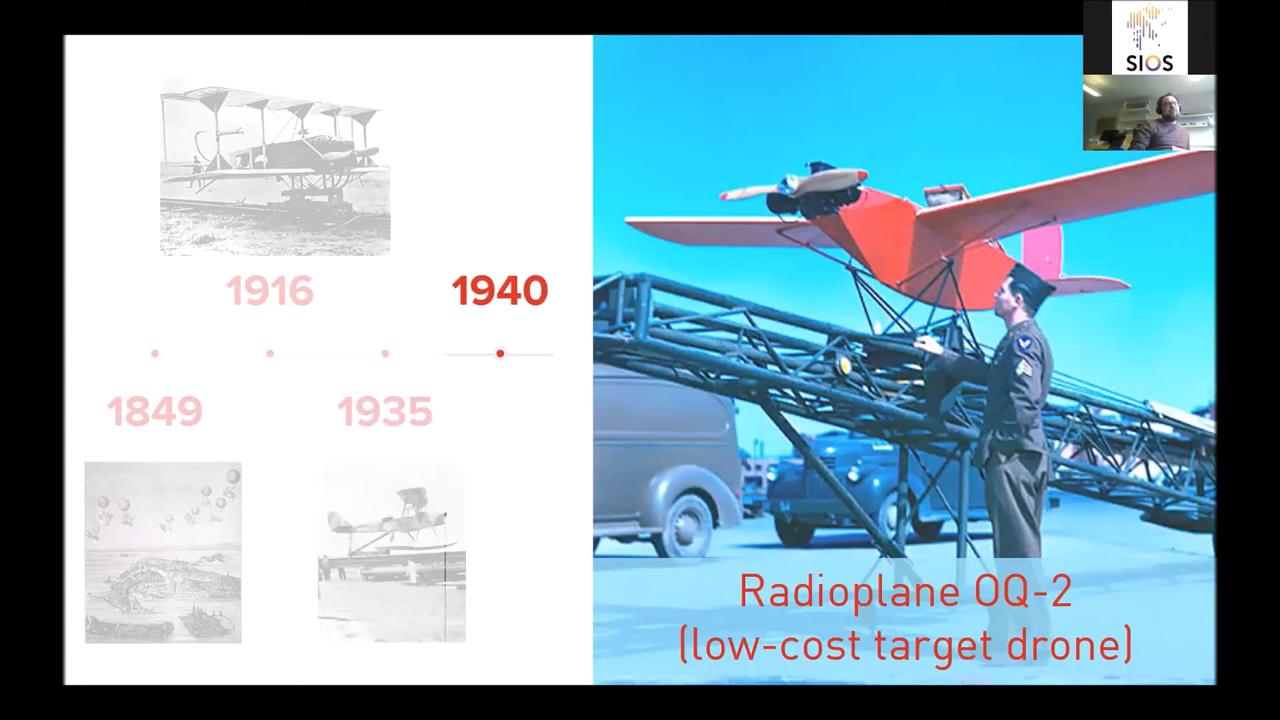 SIOS
1916
1940
1849
1935
Radioplane OQ-2
(low-cost target drone)